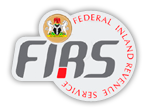 FEDERAL INLAND REVENUE SERVICE
FIRS